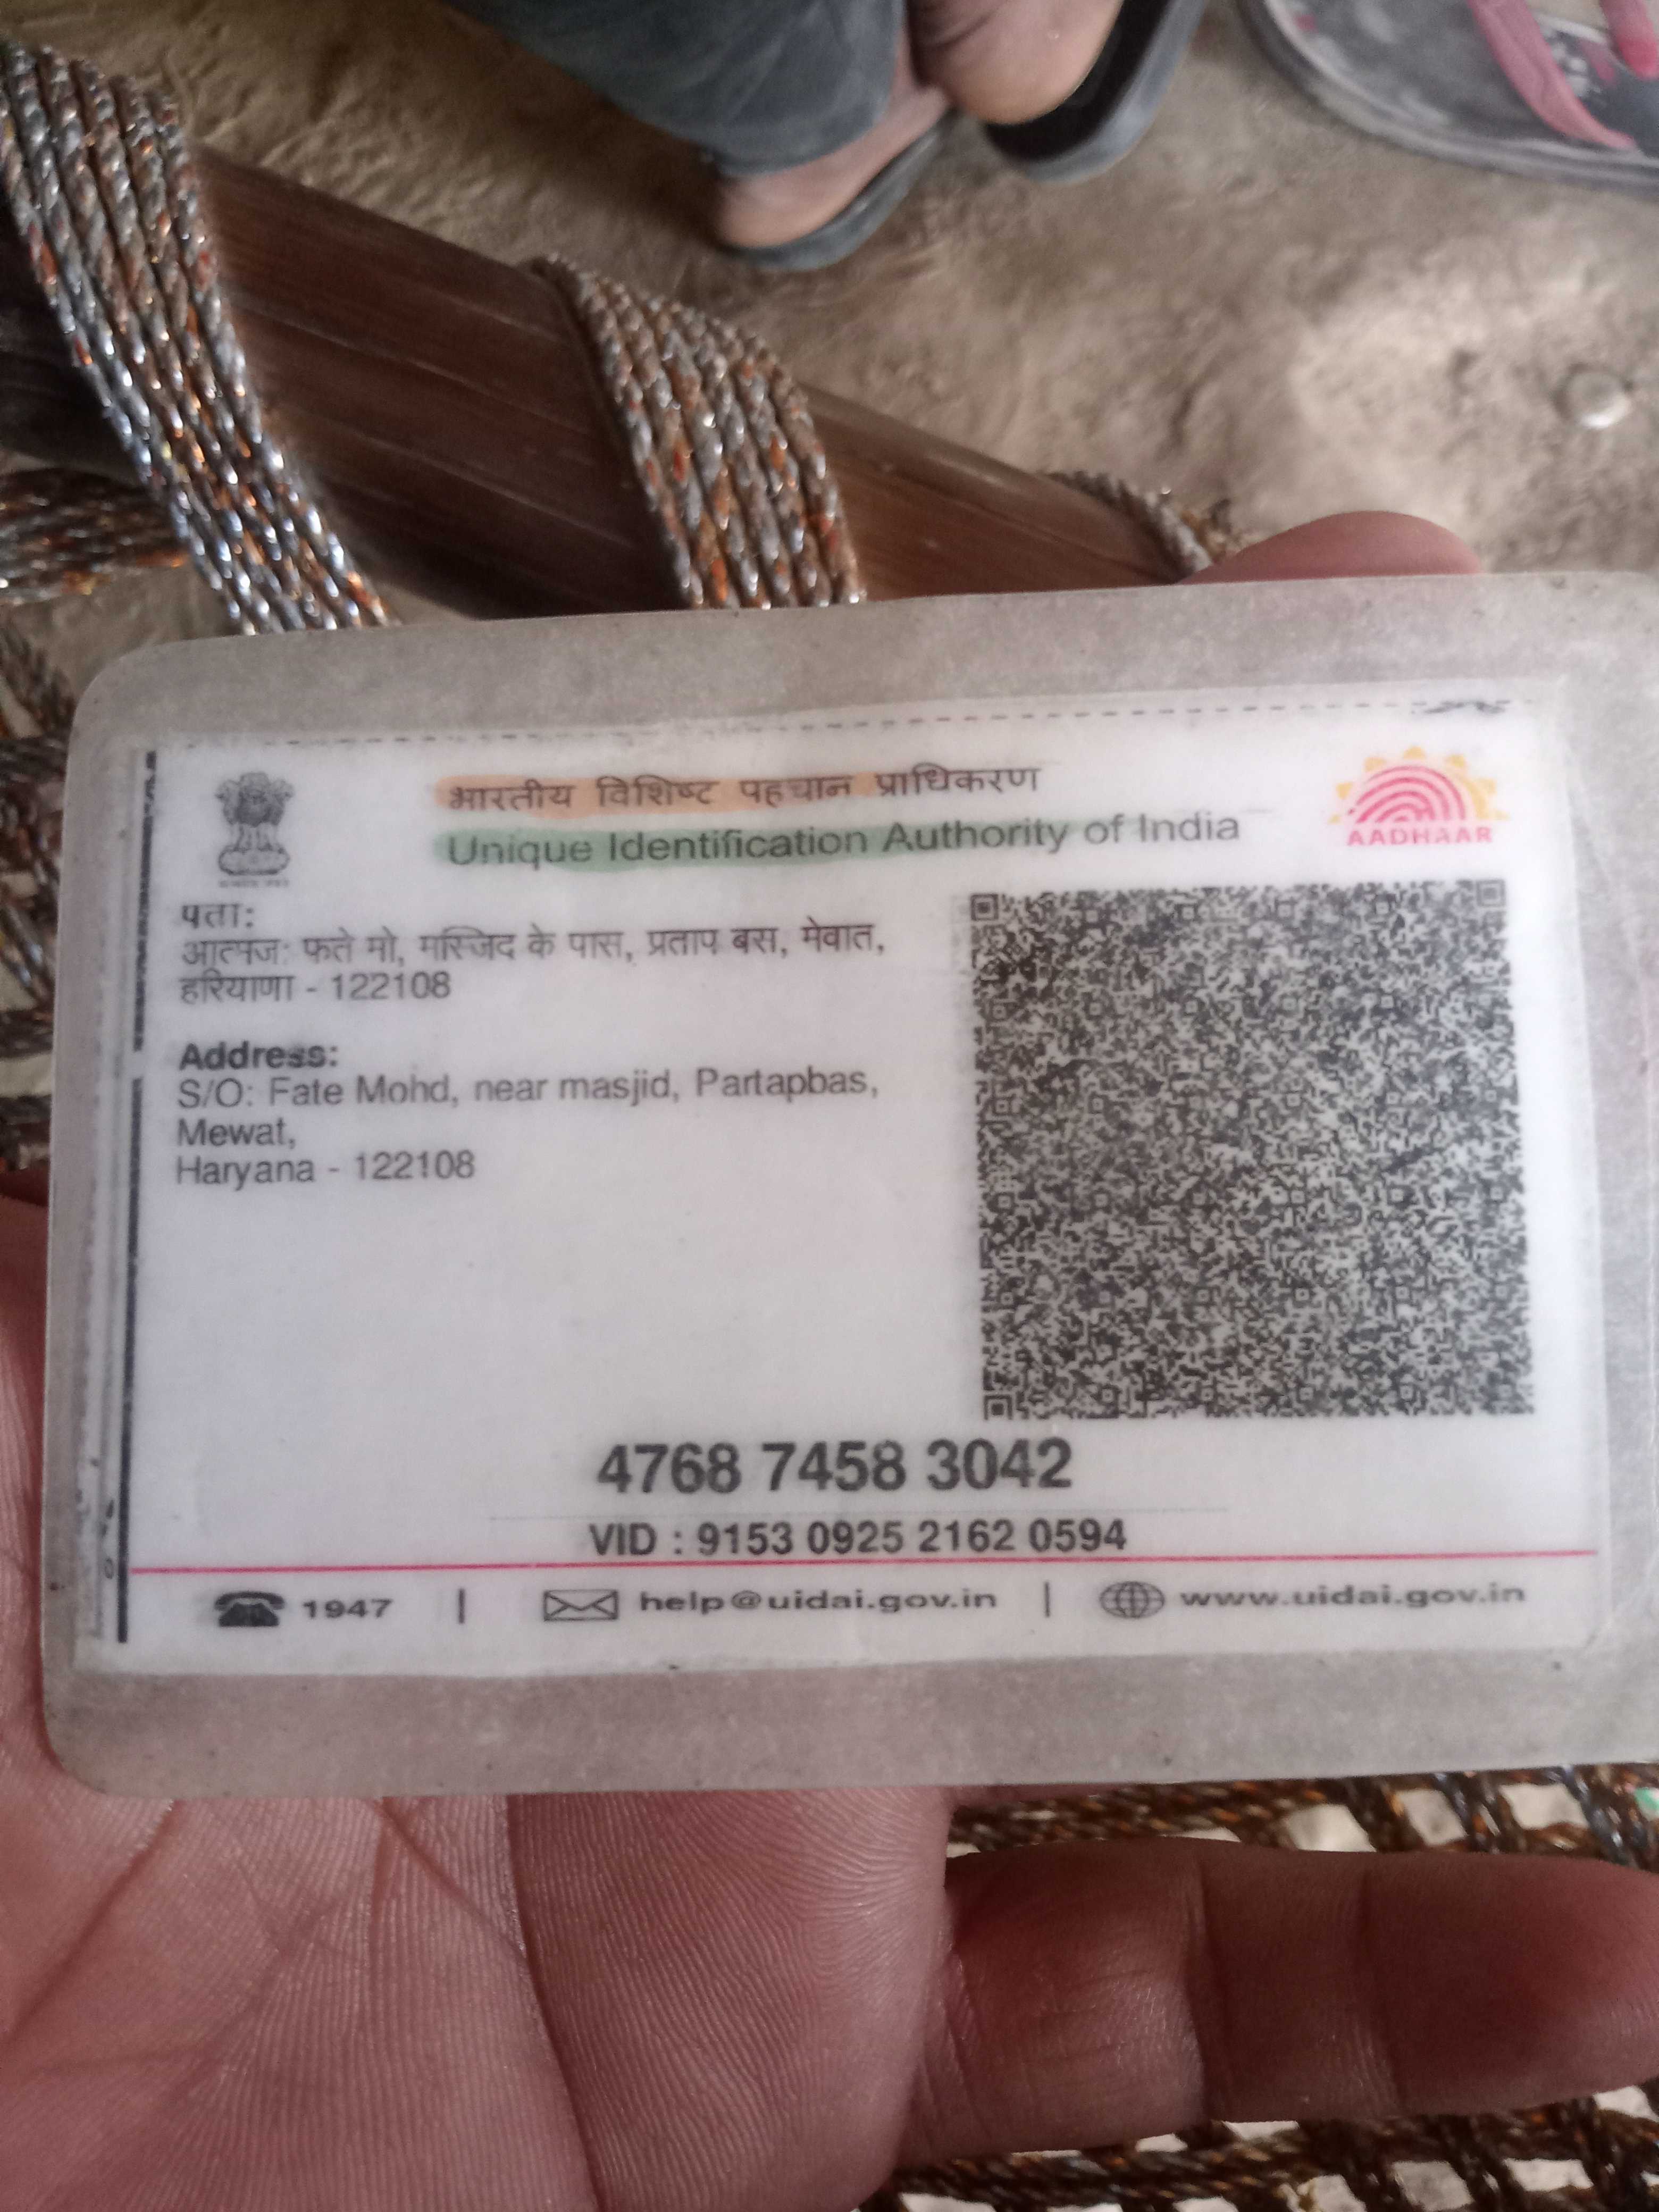 भारतीय विशिष्ट पहचान प्राधिकरण
Unique Identification Authority of India
AADHAAR
पता:
आत्मज: फते मो, मस्जिद के पास, प्रताप बस, मेवात,
हरियाणा - 122108
Address:
S/O: Fate Mohd, near masjid, Partapbas,
Mewat,
Haryana - 122108
4768 7458 3042
VID : 9153 0925 2162 0594
1947 | help@uidai.gov.in | www.uidai.gov.in